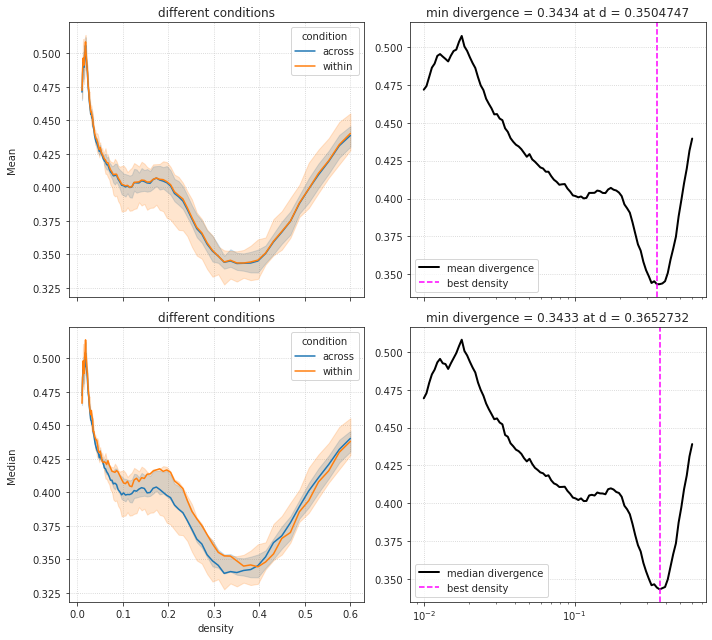 different conditions
condition
across
within
Mean
0.500
0.475
0.450
0.425
0.400
0.375
0.350
0.325
min divergence = 0.3434 at d = 0.3504747
0.500
0.475
0.450
0.425
0.400
0.375
0.350
mean divergence
best density
different conditions
condition
across
within
Median
0.500
0.475
0.450
0.425
0.400
0.375
0.350
0.325
0.0 0.1 0.2 0.3 0.4 0.5 0.6
density
min divergence = 0.3433 at d = 0.3652732
0.500
0.475
0.450
0.425
0.400
0.375
0.350
median divergence
best density
10⁻² 10⁻¹